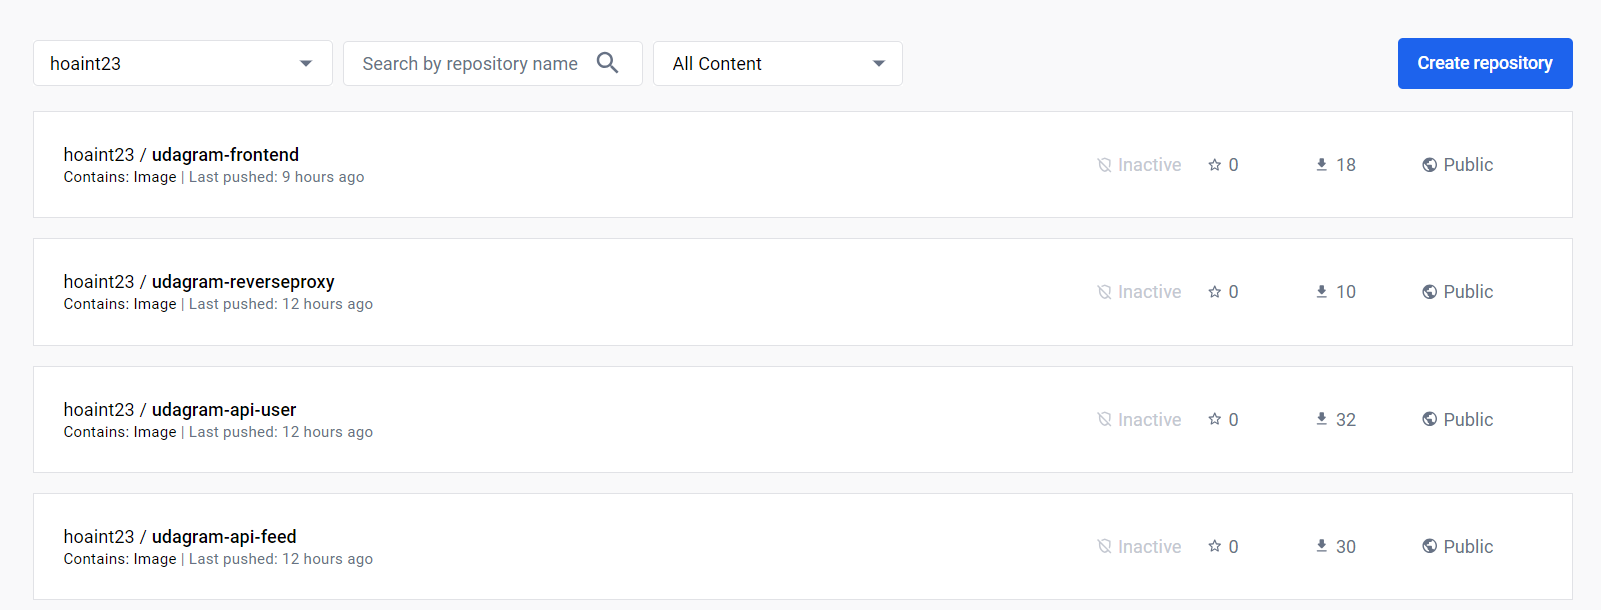 hoaint23 Search by repository name All Content Create repository
hoaint23 / udagram-frontend
Contains: Image | Last pushed: 9 hours ago
Inactive 0 18 Public
hoaint23 / udagram-reverseproxy
Contains: Image | Last pushed: 12 hours ago
Inactive 0 10 Public
hoaint23 / udagram-api-user
Contains: Image | Last pushed: 12 hours ago
Inactive 0 32 Public
hoaint23 / udagram-api-feed
Contains: Image | Last pushed: 12 hours ago
Inactive 0 30 Public